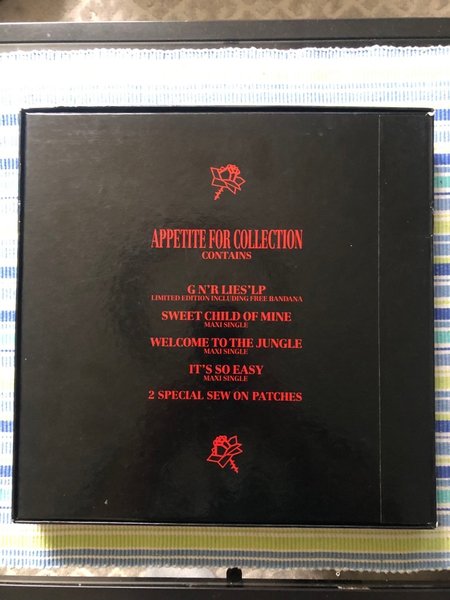 APPETITE FOR COLLECTION
CONTAINS
G N'R LIES'LP
LIMITED EDITION INCLUDING FREE BANDANA
SWEET CHILD OF MINE
MAXI SINGLE
WELCOME TO THE JUNGLE
MAXI SINGLE
IT'S SO EASY
MAXI SINGLE
2 SPECIAL SEW ON PATCHES